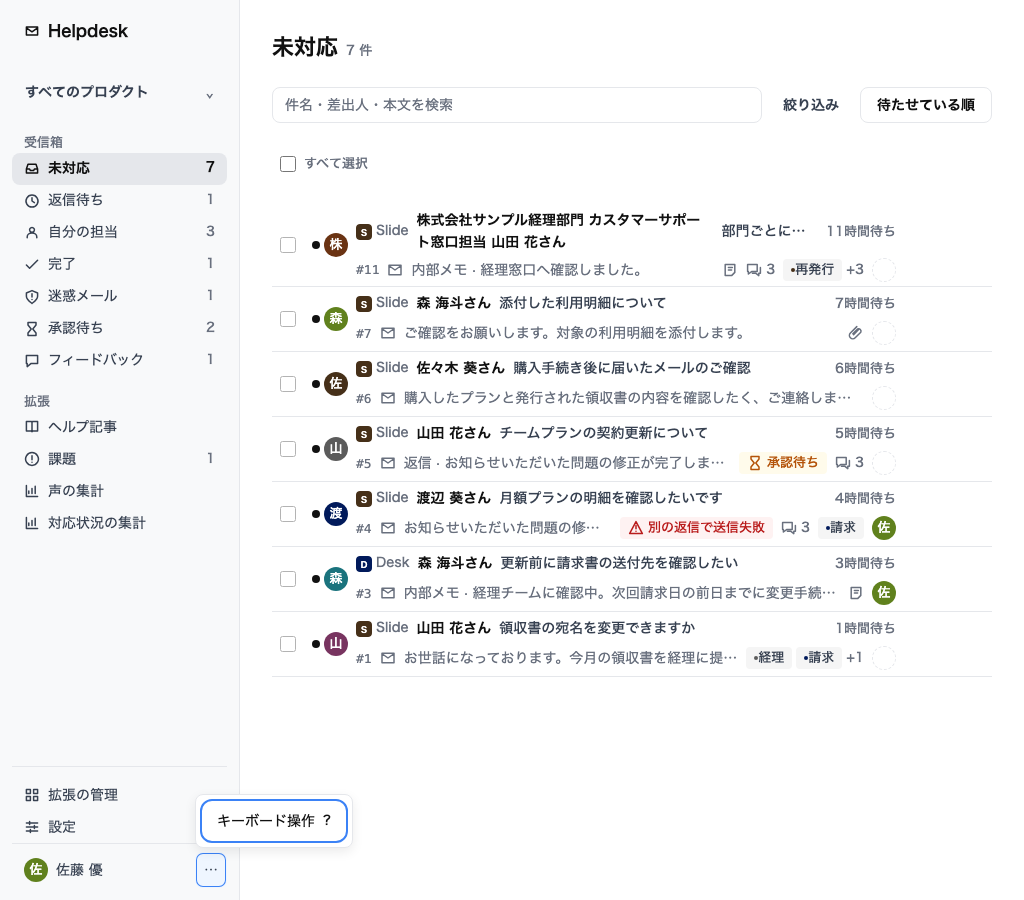 Helpdesk
すべてのプロダクト
受信箱
未対応 7
返信待ち 1
自分の担当 3
完了 1
迷惑メール 1
承認待ち 2
フィードバック 1
拡張
ヘルプ記事
課題 1
声の集計
対応状況の集計
拡張の管理
設定
佐 佐藤 優 …
キーボード操作 ?
未対応 7 件
件名・差出人・本文を検索
絞り込み
待たせている順
すべて選択
株 S Slide 株式会社サンプル経理部門 カスタマーサポー
ト窓口担当 山田 花さん
部門ごとに… 11時間待ち
#11 内部メモ · 経理窓口へ確認しました。 3 •再発行 +3
森 S Slide 森 海斗さん 添付した利用明細について 7時間待ち
#7 ご確認をお願いします。対象の利用明細を添付します。
佐 S Slide 佐々木 葵さん 購入手続き後に届いたメールのご確認 6時間待ち
#6 購入したプランと発行された領収書の内容を確認したく、ご連絡しま…
山 S Slide 山田 花さん チームプランの契約更新について 5時間待ち
#5 返信 · お知らせいただいた問題の修正が完了しま… 承認待ち 3
渡 S Slide 渡辺 葵さん 月額プランの明細を確認したいです 4時間待ち
#4 お知らせいただいた問題の修… 別の返信で送信失敗 3 •請求 佐
森 D Desk 森 海斗さん 更新前に請求書の送付先を確認したい 3時間待ち
#3 内部メモ · 経理チームに確認中。次回請求日の前日までに変更手続… 佐
山 S Slide 山田 花さん 領収書の宛名を変更できますか 1時間待ち
#1 お世話になっております。今月の領収書を経理に提… •経理 •請求 +1